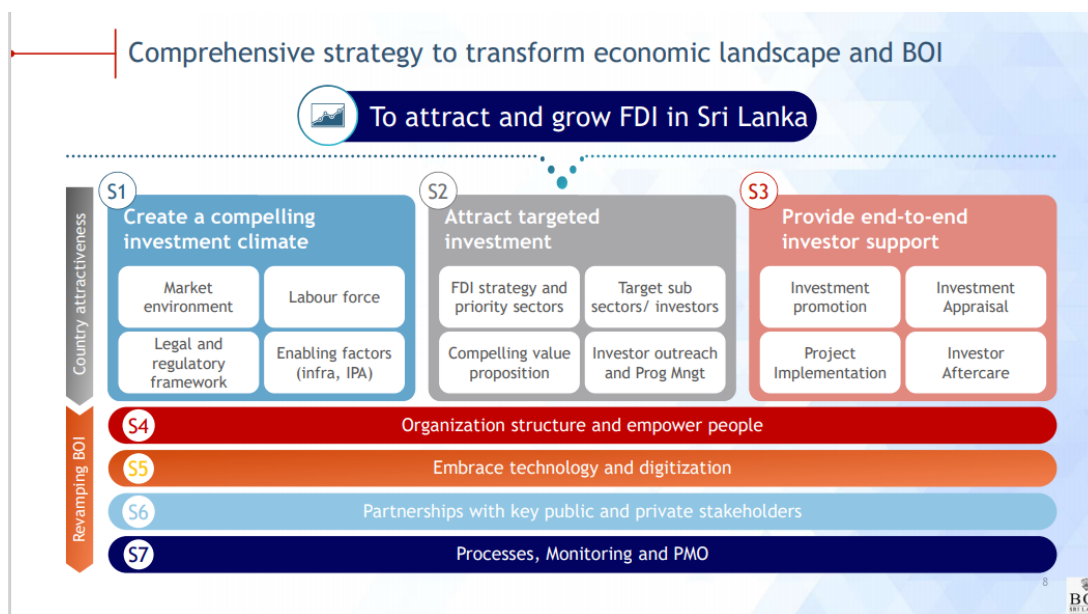 Comprehensive strategy to transform economic landscape and BOI
To attract and grow FDI in Sri Lanka
Country attractiveness
S1
Create a compelling
investment climate
Market
environment
Labour force
Legal and
regulatory
framework
Enabling factors
(infra, IPA)
S2
Attract targeted
investment
FDI strategy and
priority sectors
Target sub
sectors/ investors
Compelling value
proposition
Investor outreach
and Prog Mngt
S3
Provide end-to-end
investor support
Investment
promotion
Investment
Appraisal
Project
Implementation
Investor
Aftercare
Revamping BOI
S4
Organization structure and empower people
S5
Embrace technology and digitization
S6
Partnerships with key public and private stakeholders
S7
Processes, Monitoring and PMO
8